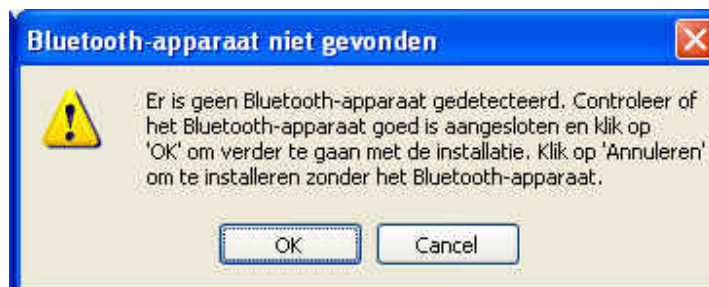 Bluetooth-apparaat niet gevonden
Er is geen Bluetooth-apparaat gedetecteerd. Controleer of
het Bluetooth-apparaat goed is aangesloten en klik op
'OK' om verder te gaan met de installatie. Klik op 'Annuleren'
om te installeren zonder het Bluetooth-apparaat.
OK
Cancel